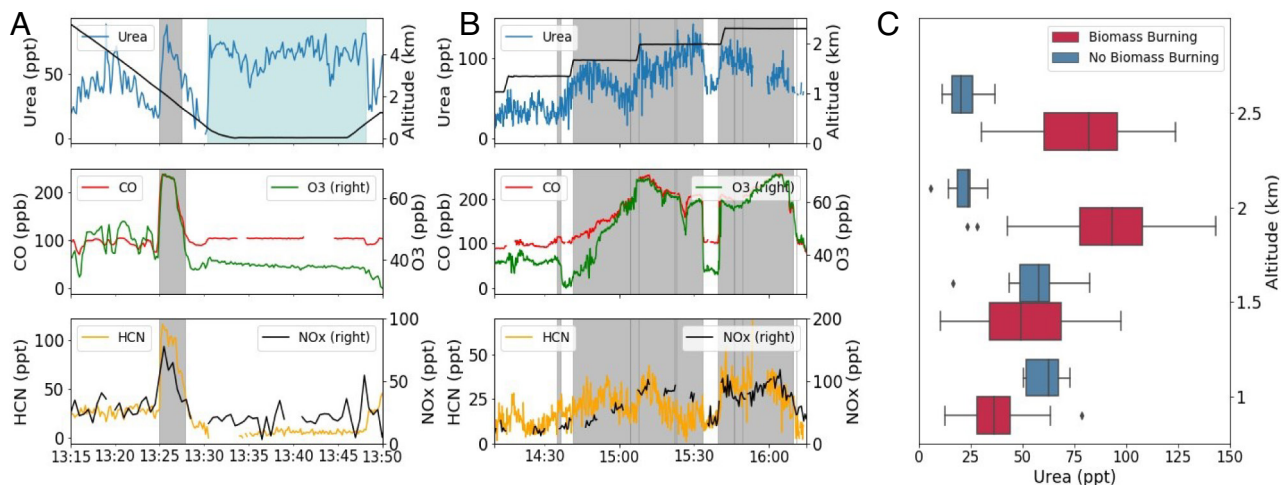 A
Urea
Urea (ppt)
50
0
4
2
0
Altitude (km)
CO
O3 (right)
CO (ppb)
200
100
0
60
40
O3 (ppb)
HCN
NOx (right)
HCN (ppt)
100
50
0
100
50
0
NOx (ppt)
13:15 13:20 13:25 13:30 13:35 13:40 13:45 13:50
B
Urea
Urea (ppt)
100
50
0
2
1
0
Altitude (km)
CO
O3 (right)
CO (ppb)
200
100
0
60
40
O3 (ppb)
HCN
NOx (right)
HCN (ppt)
50
25
0
200
100
0
NOx (ppt)
14:30 15:00 15:30 16:00
C
Biomass Burning
No Biomass Burning
2.5
2
1.5
1
Altitude (km)
0 25 50 75 100 125 150
Urea (ppt)